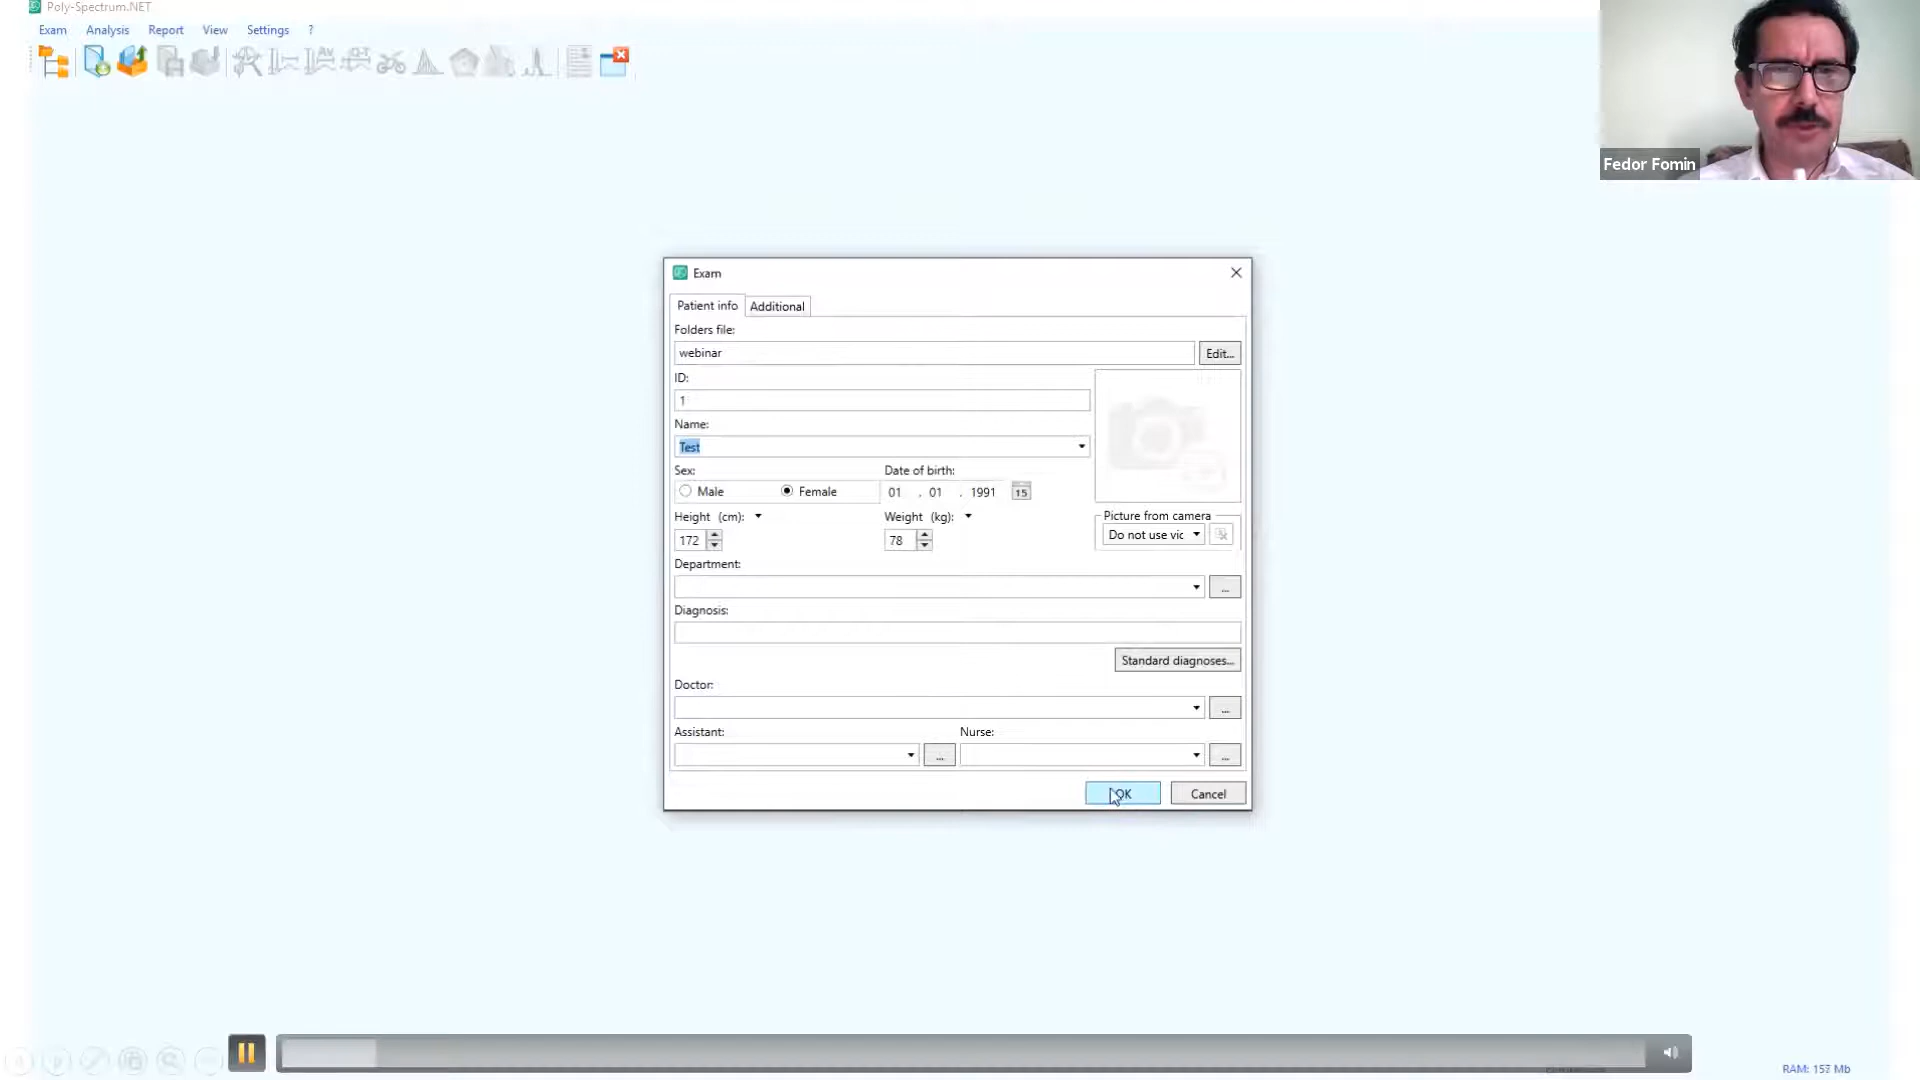 Poly-Spectrum.NET
Exam Analysis Report View Settings ?
Fedor Fomin
Exam
Patient info Additional
Folders file:
webinar Edit...
ID:
1
Name:
Test
Sex: Date of birth:
Male Female 01 . 01 . 1991 15
Height (cm): Weight (kg):
172 78
Picture from camera
Do not use vic
Department:
...
Diagnosis:
Standard diagnoses...
Doctor:
...
Assistant: Nurse:
... ...
OK Cancel
RAM: 157 Mb